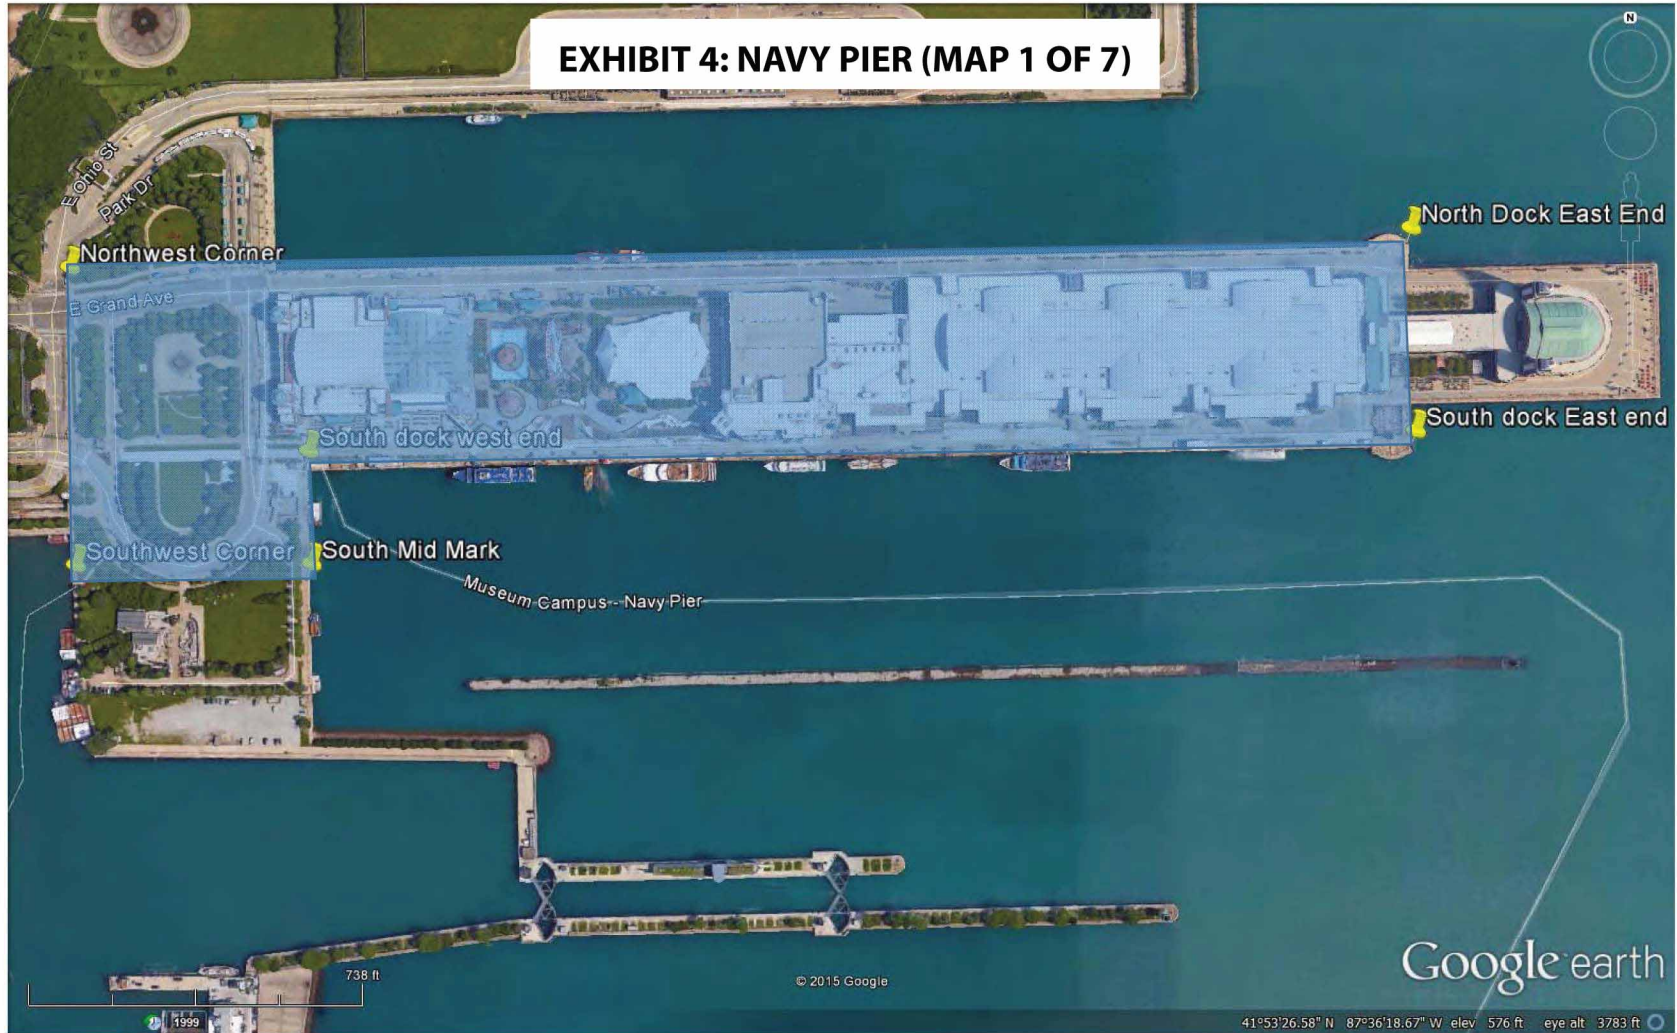 EXHIBIT 4: NAVY PIER (MAP 1 OF 7)
N
E Ohio St
Park Dr
North Dock East End
Northwest Corner
E Grand Ave
South dock East end
South dock west end
Southwest Corner
South Mid Mark
Museum Campus - Navy Pier
Google earth
738 ft
© 2015 Google
1999
41°53'26.58" N 87°36'18.67" W elev 576 ft eye alt 3783 ft